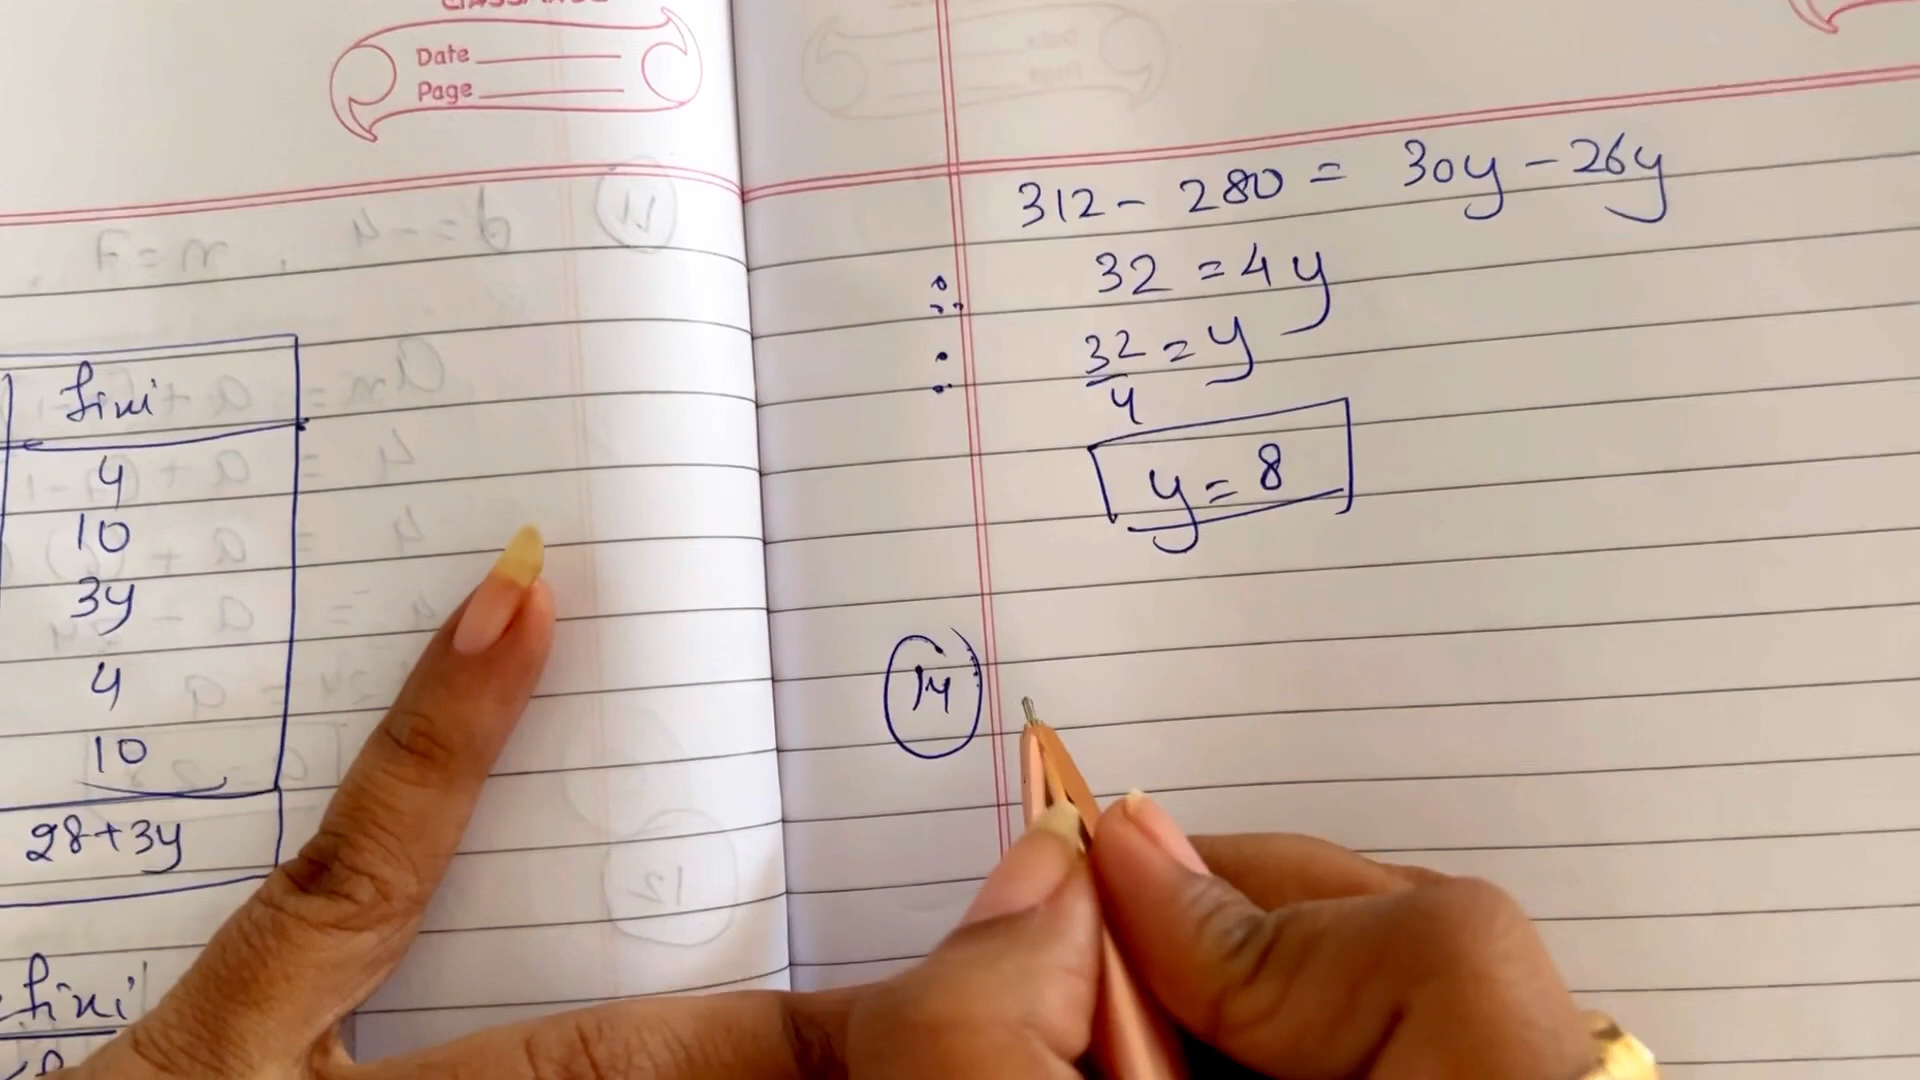 Date
Page
fixi
4
10
3y
4
10
28+3y
fixi
312 - 280 = 30y - 26y
∴ 32 = 4y
: 32/4 = y
y = 8
14